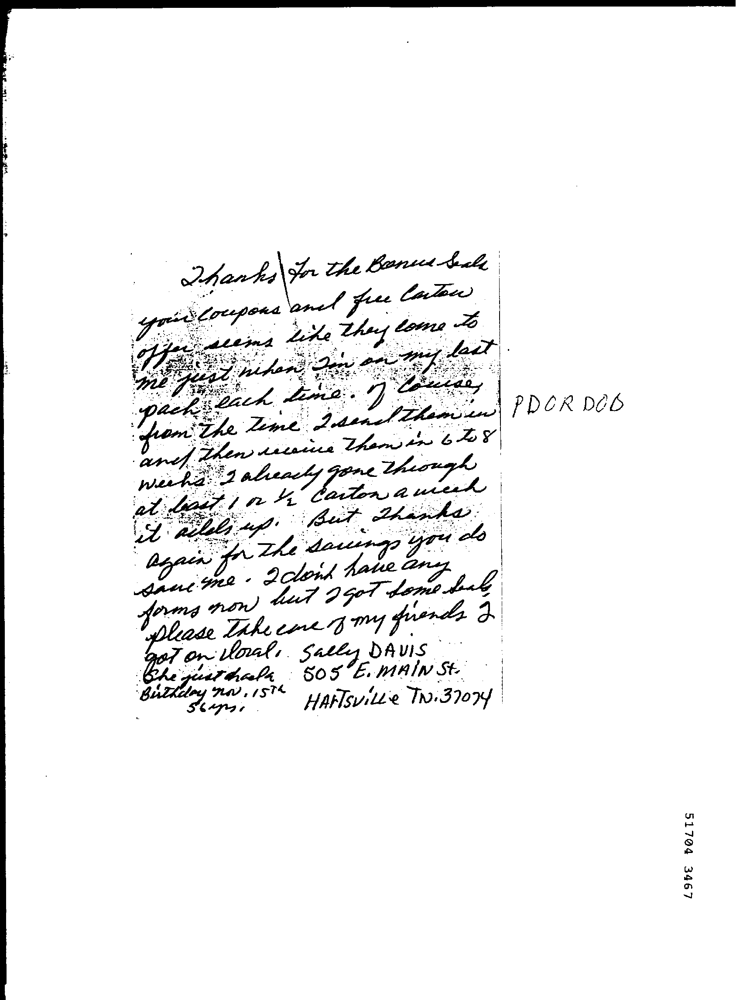 Thanks For the Bonus Seals
your coupons and free Carton
offer seems like they come to
me just when I'm on my last
pack each time. Of Course,
from the time I send them in
and then receive them in 6 to 8
weeks I already gone through
at least 1 or ½ Carton a week
it adds up. But Thanks
again for the savings you do
save me. I don't have any
forms now but I got some seals,
please take care of my friends I
got on
She just had a
Birthday Nov. 15th
56 yrs.
Sally DAVIS
505 E. MAIN St.
HARTSVILLE TN. 37074
PDCR DOB
51704 3467